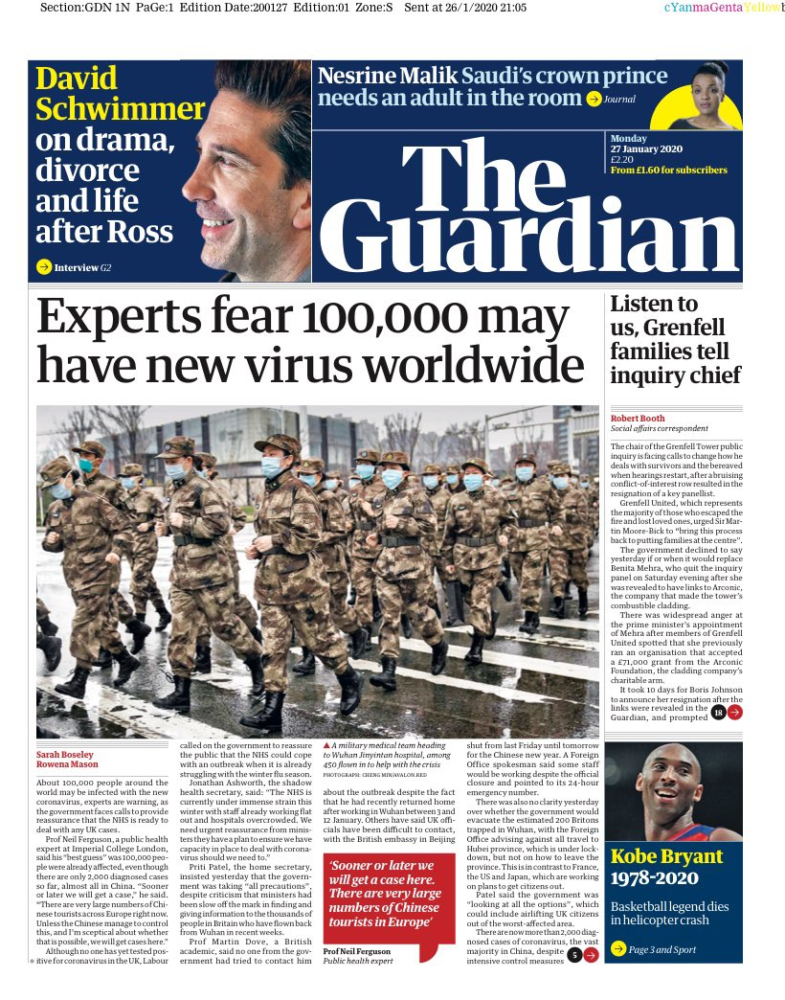 Section:GDN 1N PaGe:1 Edition Date:200127 Edition:01 Zone:S Sent at 26/1/2020 21:05
cYanmaGentaYellowb
David
Schwimmer
on drama,
divorce
and life
after Ross
Interview G2
Nesrine Malik Saudi's crown prince
needs an adult in the room Journal
Monday
27 January 2020
£2.20
From £1.60 for subscribers
The
Guardian
Experts fear 100,000 may
have new virus worldwide
Sarah Boseley
Rowena Mason
About 100,000 people around the
world may be infected with the new
coronavirus, experts are warning, as
the government faces calls to provide
reassurance that the NHS is ready to
deal with any UK cases.
Prof Neil Ferguson, a public health
expert at Imperial College London,
said his "best guess" was 100,000 peo-
ple were already affected, even though
there are only 2,000 diagnosed cases
so far, almost all in China. "Sooner
or later we will get a case," he said.
"There are very large numbers of Chi-
nese tourists across Europe right now.
Unless the Chinese manage to control
this, and I'm sceptical about whether
that is possible, we will get cases here."
Although no one has yet tested pos-
itive for coronavirus in the UK, Labour
called on the government to reassure
the public that the NHS could cope
with an outbreak when it is already
struggling with the winter flu season.
Jonathan Ashworth, the shadow
health secretary, said: "The NHS is
currently under immense strain this
winter with staff already working flat
out and hospitals overcrowded. We
need urgent reassurance from minis-
ters they have a plan to ensure we have
capacity in place to deal with corona-
virus should we need to."
Priti Patel, the home secretary,
insisted yesterday that the govern-
ment was taking "all precautions",
despite criticism that ministers had
been slow off the mark in finding and
giving information to the thousands of
people in Britain who have flown back
from Wuhan in recent weeks.
Prof Martin Dove, a British
academic, said no one from the gov-
ernment had tried to contact him
▲ A military medical team heading
to Wuhan Jinyintan hospital, among
450 flown in to help with the crisis
PHOTOGRAPH: CHENG MIN/AVALON.RED
about the outbreak despite the fact
that he had recently returned home
after working in Wuhan between 3 and
12 January. Others have said UK offi-
cials have been difficult to contact,
with the British embassy in Beijing
'Sooner or later we
will get a case here.
There are very large
numbers of Chinese
tourists in Europe'
Prof Neil Ferguson
Public health expert
shut from last Friday until tomorrow
for the Chinese new year. A Foreign
Office spokesman said some staff
would be working despite the official
closure and pointed to its 24-hour
emergency number.
There was also no clarity yesterday
over whether the government would
evacuate the estimated 200 Britons
trapped in Wuhan, with the Foreign
Office advising against all travel to
Hubei province, which is under lock-
down, but not on how to leave the
province. This is in contrast to France,
the US and Japan, which are working
on plans to get citizens out.
Patel said the government was
"looking at all the options", which
could include airlifting UK citizens
out of the worst-affected area.
There are now more than 2,000 diag-
nosed cases of coronavirus, the vast
majority in China, despite
intensive control measures
5
Listen to
us, Grenfell
families tell
inquiry chief
Robert Booth
Social affairs correspondent
The chair of the Grenfell Tower public
inquiry is facing calls to change how he
deals with survivors and the bereaved
when hearings restart, after a bruising
conflict-of-interest row resulted in the
resignation of a key panellist.
Grenfell United, which represents
the majority of those who escaped the
fire and lost loved ones, urged Sir Mar-
tin Moore-Bick to "bring this process
back to putting families at the centre".
The government declined to say
yesterday if or when it would replace
Benita Mehra, who quit the inquiry
panel on Saturday evening after she
was revealed to have links to Arconic,
the company that made the tower's
combustible cladding.
There was widespread anger at
the prime minister's appointment
of Mehra after members of Grenfell
United spotted that she previously
ran an organisation that accepted
a £71,000 grant from the Arconic
Foundation, the cladding company's
charitable arm.
It took 10 days for Boris Johnson
to announce her resignation after the
links were revealed in the
Guardian, and prompted
18
Kobe Bryant
1978-2020
Basketball legend dies
in helicopter crash
Page 3 and Sport